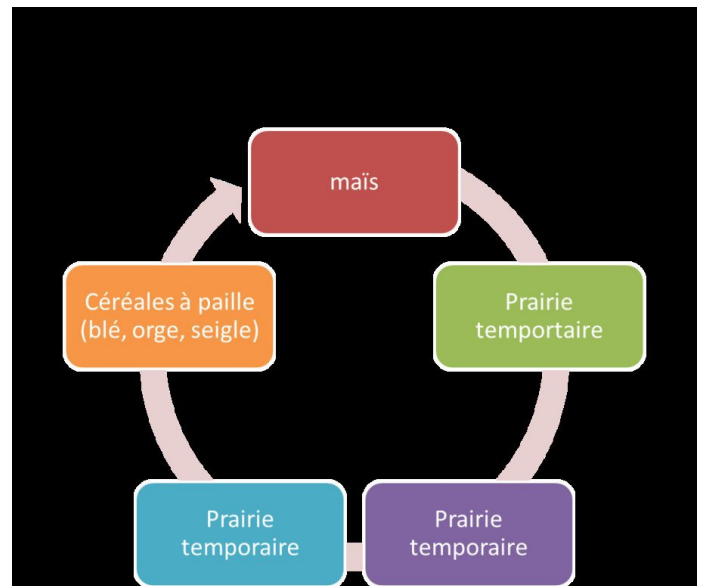 maïs
Prairie
temportaire
Prairie
temporaire
Prairie
temporaire
Céréales à paille
(blé, orge, seigle)